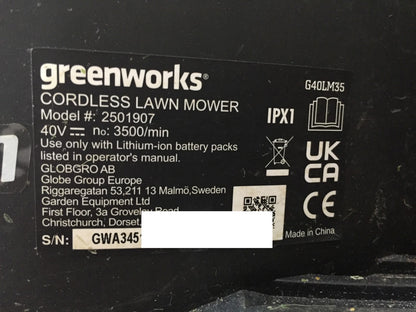 greenworks®
G40LM35
CORDLESS LAWN MOWER
Model #: 2501907
IPX1
40V ⎓ n₀: 3500/min
Use only with Lithium-ion battery packs
listed in operator's manual.
GLOBGRO AB
Globe Group Europe
Riggaregatan 53,211 13 Malmö,Sweden
Garden Equipment Ltd
First Floor, 3a Groveley Road
Christchurch, Dorset,
UK
CA
CE
Made in China
S/N: GWA345